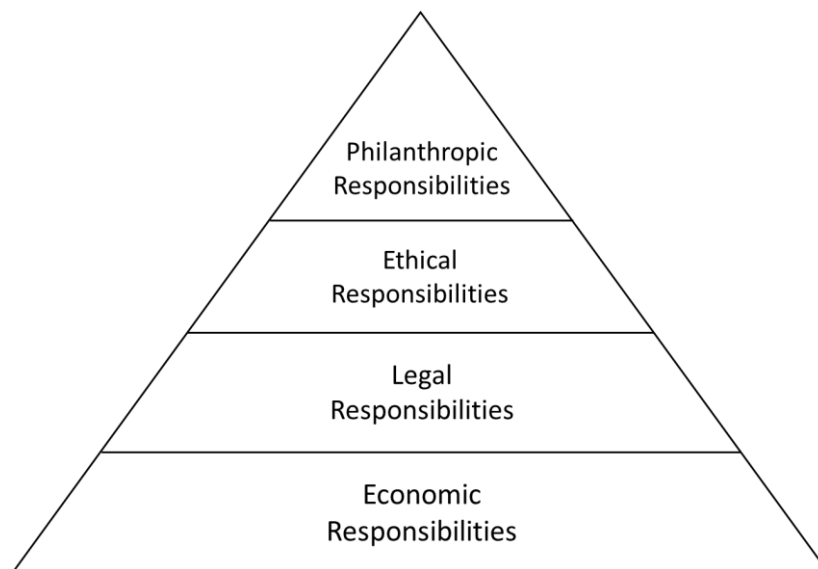 Philanthropic
Responsibilities
Ethical
Responsibilities
Legal
Responsibilities
Economic
Responsibilities